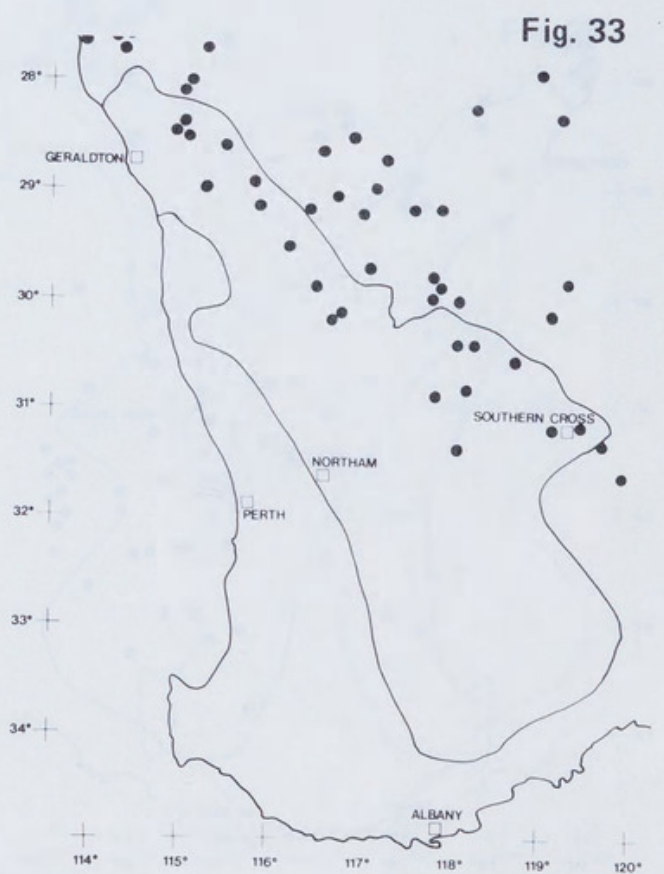 Fig. 33
28°
GERALDTON
29°
30°
31°
SOUTHERN CROSS
NORTHAM
32°
PERTH
33°
34°
ALBANY
114° 115° 116° 117° 118° 119° 120°